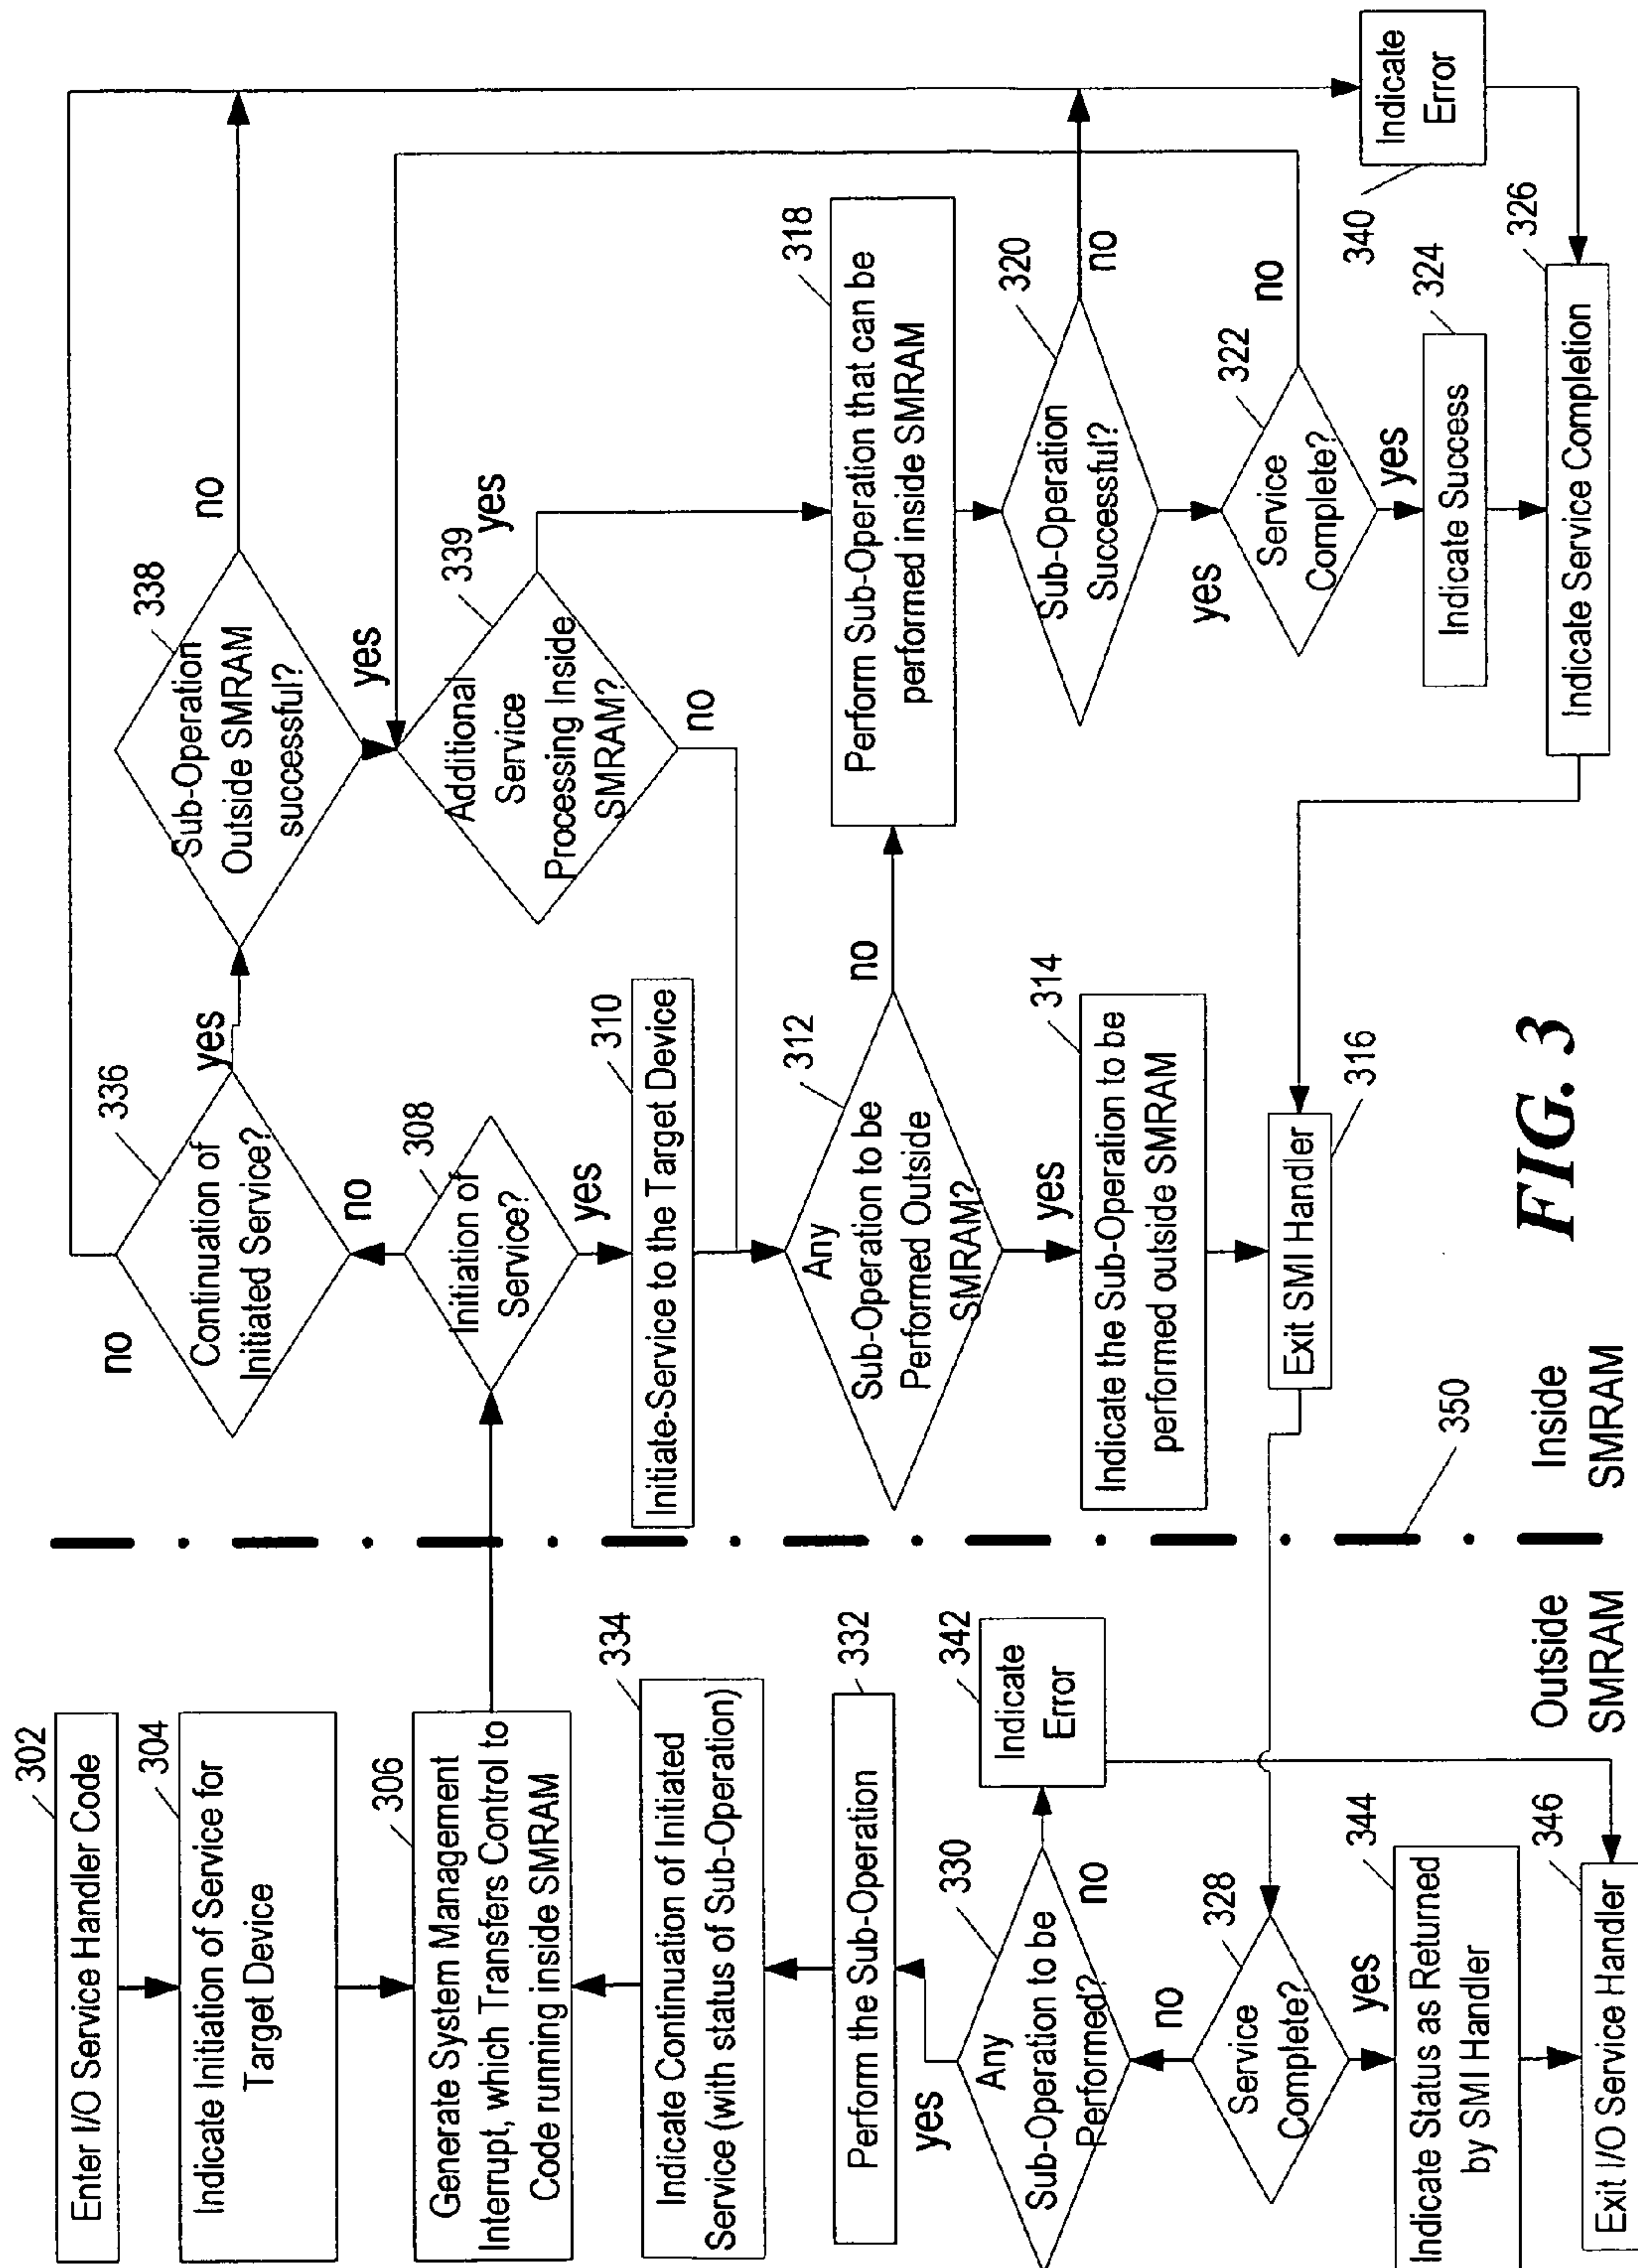 302
Enter I/O Service Handler Code
304
Indicate Initiation of Service for
Target Device
306
Generate System Management
Interrupt, which Transfers Control to
Code running inside SMRAM
334
Indicate Continuation of Initiated
Service (with status of Sub-Operation)
332
Perform the Sub-Operation
342
Indicate
Error
330
Any
Sub-Operation to be
Performed?
yes
no
328
Service
Complete?
no
yes
344
Indicate Status as Returned
by SMI Handler
346
Exit I/O Service Handler
Outside
SMRAM
350
Inside
SMRAM
336
Continuation of
Initiated Service?
no
yes
308
Initiation of
Service?
no
yes
310
Initiate-Service to the Target Device
312
Any
Sub-Operation to be
Performed Outside
SMRAM?
no
yes
314
Indicate the Sub-Operation to be
performed outside SMRAM
316
Exit SMI Handler
338
Sub-Operation
Outside SMRAM
successful?
no
yes
339
Additional
Service
Processing Inside
SMRAM?
yes
no
318
Perform Sub-Operation that can be
performed inside SMRAM
320
Sub-Operation
Successful?
no
yes
322
Service
Complete?
no
yes
324
Indicate Success
326
Indicate Service Completion
340
Indicate
Error
FIG. 3